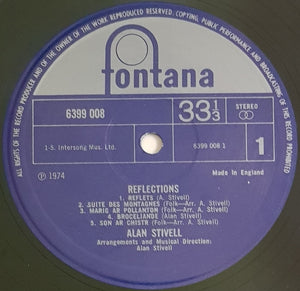 ALL RIGHTS OF THE RECORD PRODUCER AND OF THE OWNER OF THE WORK REPRODUCED RESERVED. COPYING, PUBLIC PERFORMANCE AND BROADCASTING OF THIS RECORD PROHIBITED
fontana
6399 008
33 1/3
STEREO
1-5. Intersong Mus. Ltd.
6399 008 1
1
℗ 1974
Made in England
REFLECTIONS
1. REFLETS (A. Stivell)
2. SUITE DES MONTAGNES (Folk—Arr. A. Stivell)
3. MARIG AR POLLANTON (Folk—Arr. A. Stivell)
4. BROCELIANDE (Alan Stivell)
5. SON AR CHISTR (Folk—Arr. A. Stivell)
ALAN STIVELL
Arrangements and Musical Direction:
Alan Stivell